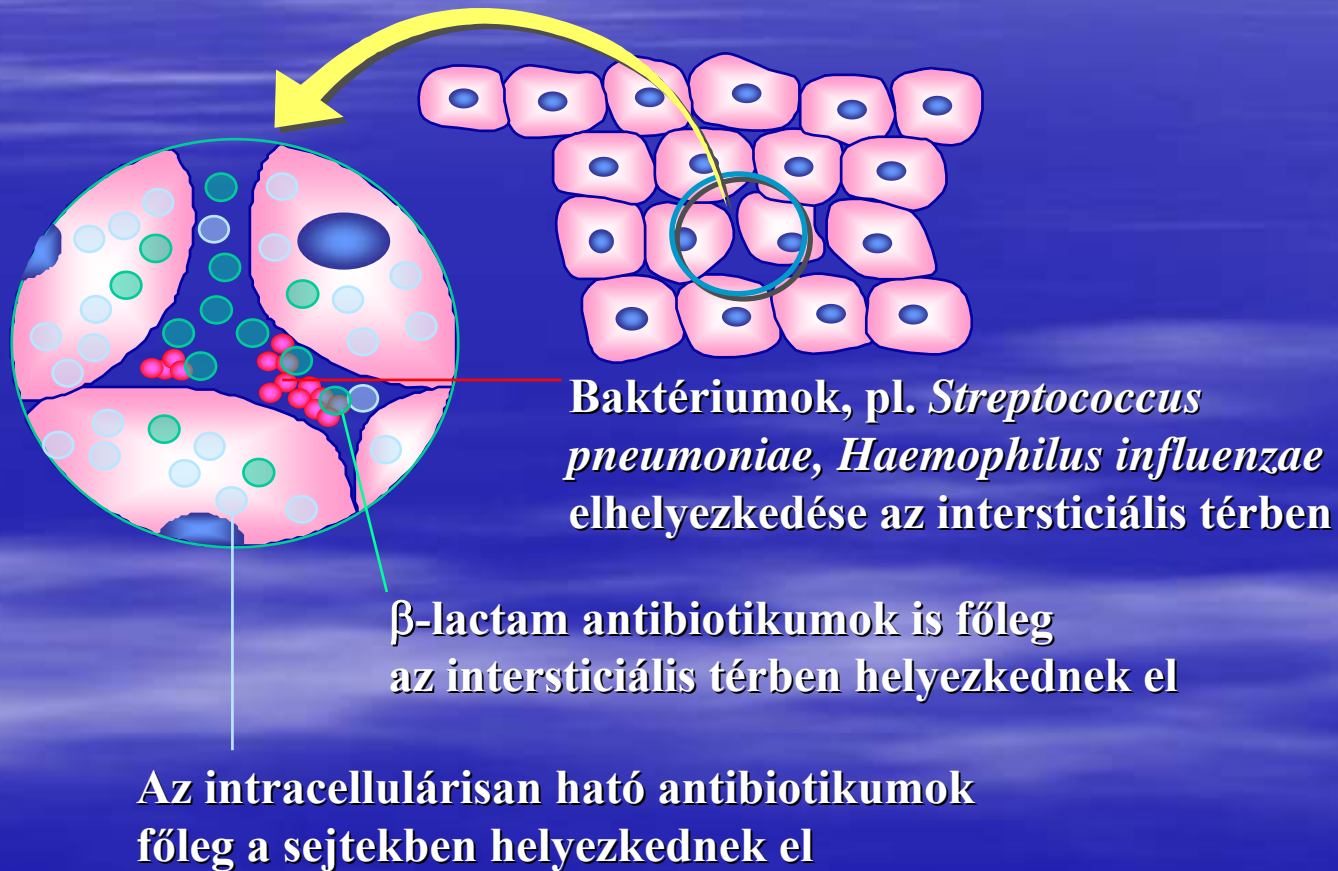 Baktériumok, pl. Streptococcus
pneumoniae, Haemophilus influenzae
elhelyezkedése az intersticiális térben
β-lactam antibiotikumok is főleg
az intersticiális térben helyezkednek el
Az intracellulárisan ható antibiotikumok
főleg a sejtekben helyezkednek el